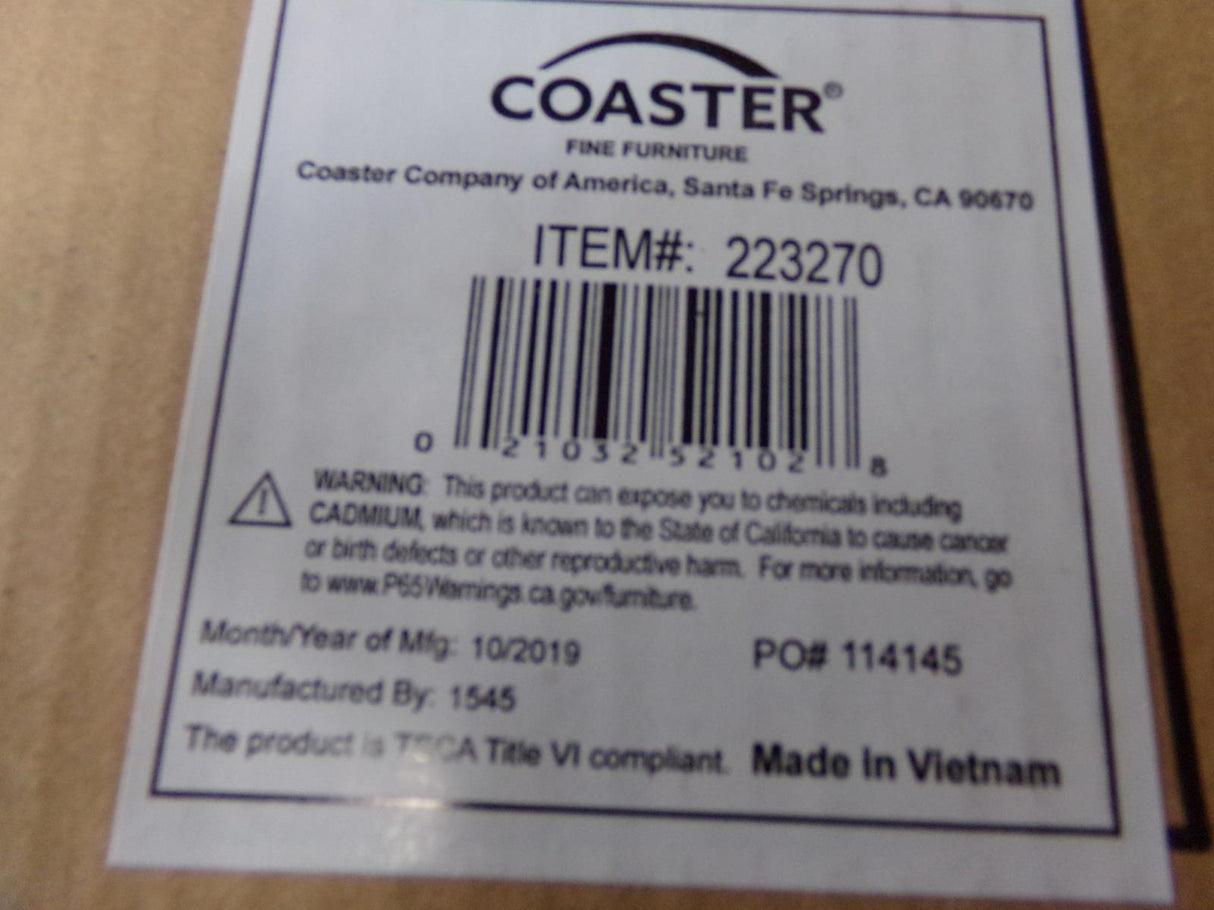 COASTER®
FINE FURNITURE
Coaster Company of America, Santa Fe Springs, CA 90670
ITEM#: 223270
0 21032 52102 8
WARNING: This product can expose you to chemicals including
CADMIUM, which is known to the State of California to cause cancer
or birth defects or other reproductive harm. For more information, go
to www.P65Warnings.ca.gov/furniture.
Month/Year of Mfg: 10/2019 PO# 114145
Manufactured By: 1545
The product is TSCA Title VI compliant. Made in Vietnam